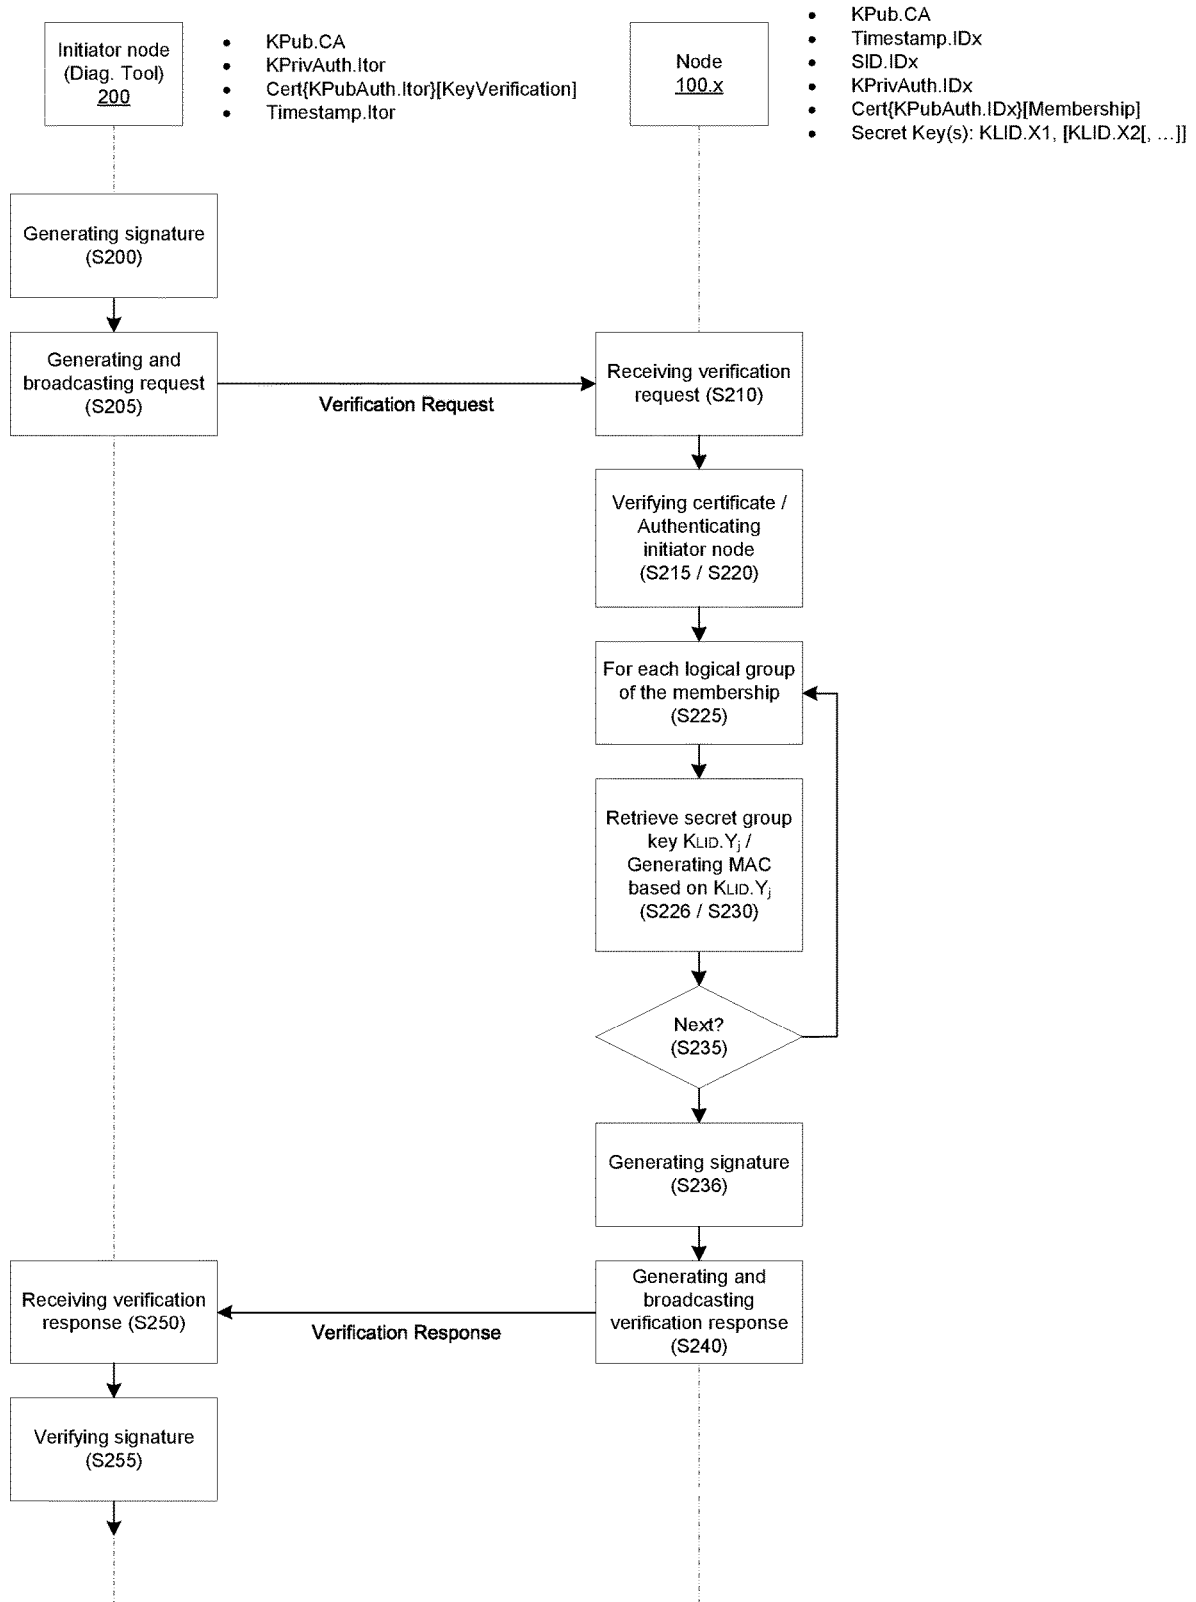 Initiator node
(Diag. Tool)
200
• KPub.CA
• KPrivAuth.Itor
• Cert{KPubAuth.Itor}[KeyVerification]
• Timestamp.Itor
Node
100.x
• KPub.CA
• Timestamp.IDx
• SID.IDx
• KPrivAuth.IDx
• Cert{KPubAuth.IDx}[Membership]
• Secret Key(s): KLID.X1, [KLID.X2[, ...]]
Generating signature
(S200)
Generating and
broadcasting request
(S205)
Verification Request
Receiving verification
request (S210)
Verifying certificate /
Authenticating
initiator node
(S215 / S220)
For each logical group
of the membership
(S225)
Retrieve secret group
key KLID.Yj /
Generating MAC
based on KLID.Yj
(S226 / S230)
Next?
(S235)
Generating signature
(S236)
Generating and
broadcasting
verification response
(S240)
Verification Response
Receiving verification
response (S250)
Verifying signature
(S255)